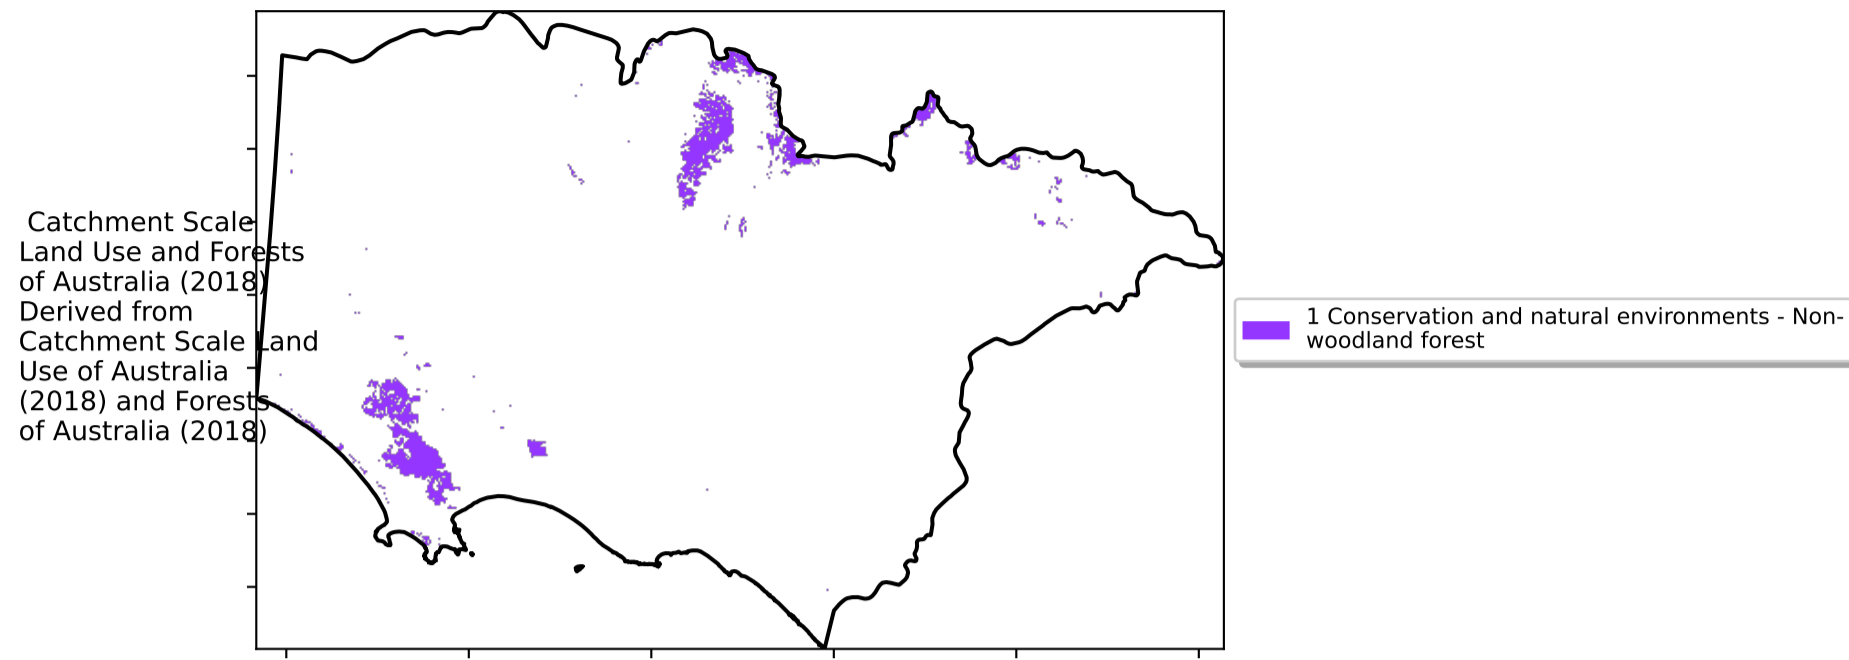 Catchment Scale
Land Use and Forests
of Australia (2018)
Derived from
Catchment Scale Land
Use of Australia
(2018) and Forests
of Australia (2018)
1 Conservation and natural environments - Non-
woodland forest